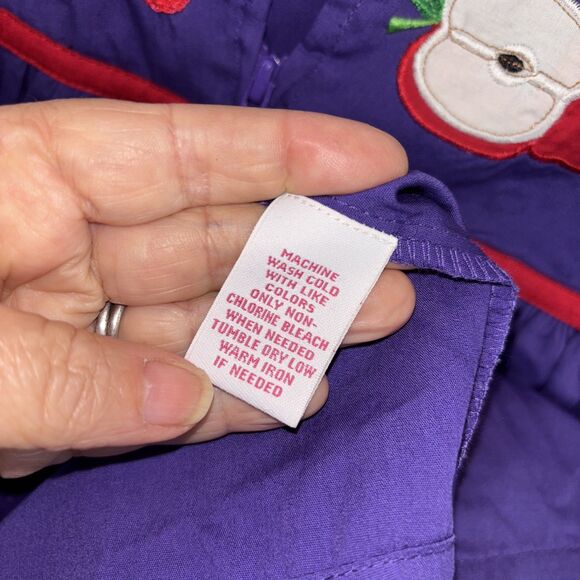 MACHINE
WASH COLD
WITH LIKE
COLORS
ONLY NON-
CHLORINE BLEACH
WHEN NEEDED
TUMBLE DRY LOW
WARM IRON
IF NEEDED